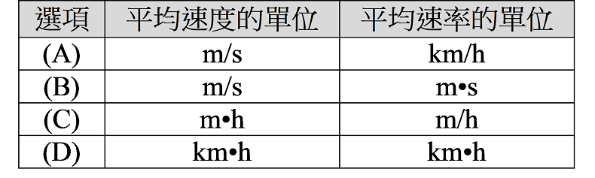 選項 平均速度的單位 平均速率的單位
(A) m/s km/h
(B) m/s m•s
(C) m•h m/h
(D) km•h km•h